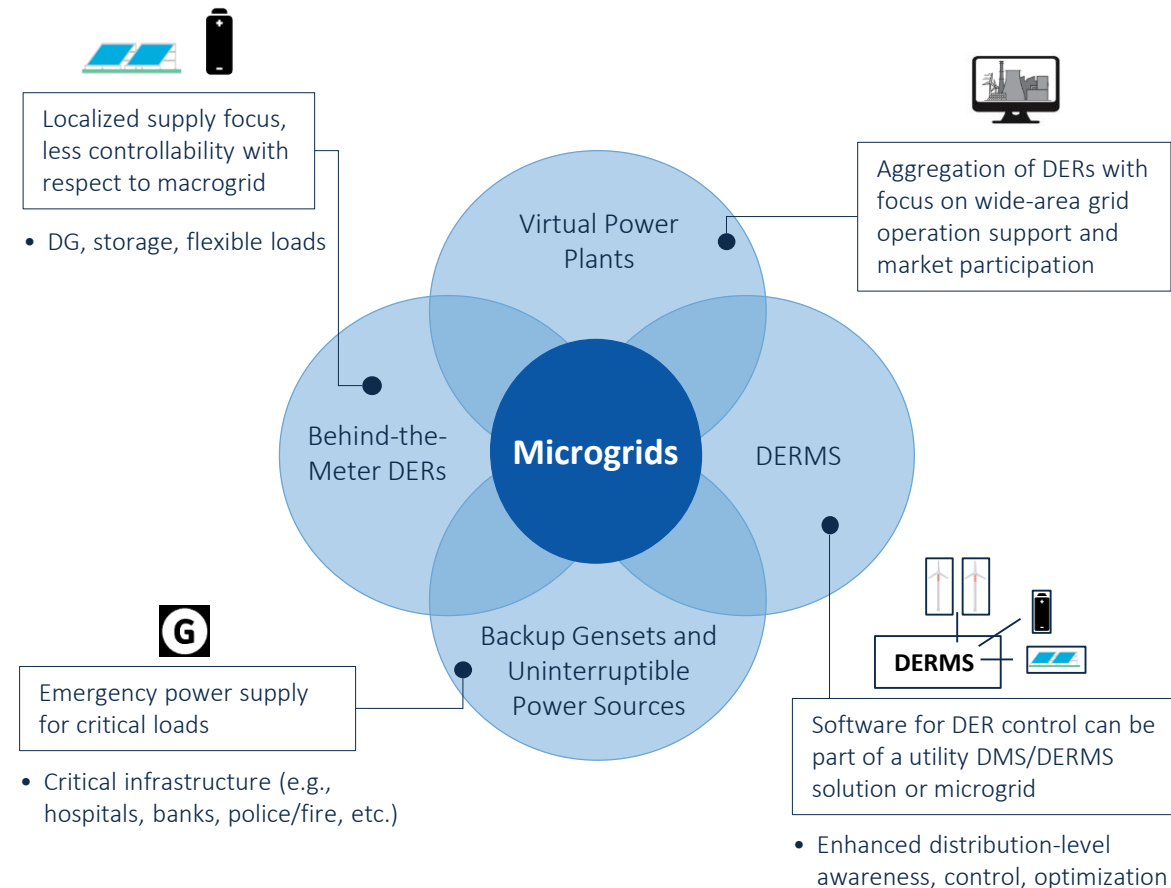 Localized supply focus,
less controllability with
respect to macrogrid
• DG, storage, flexible loads
Aggregation of DERs with
focus on wide-area grid
operation support and
market participation
Virtual Power
Plants
Behind-the-
Meter DERs
Microgrids
DERMS
Backup Gensets and
Uninterruptible
Power Sources
G
Emergency power supply
for critical loads
• Critical infrastructure (e.g.,
hospitals, banks, police/fire, etc.)
DERMS
Software for DER control can be
part of a utility DMS/DERMS
solution or microgrid
• Enhanced distribution-level
awareness, control, optimization